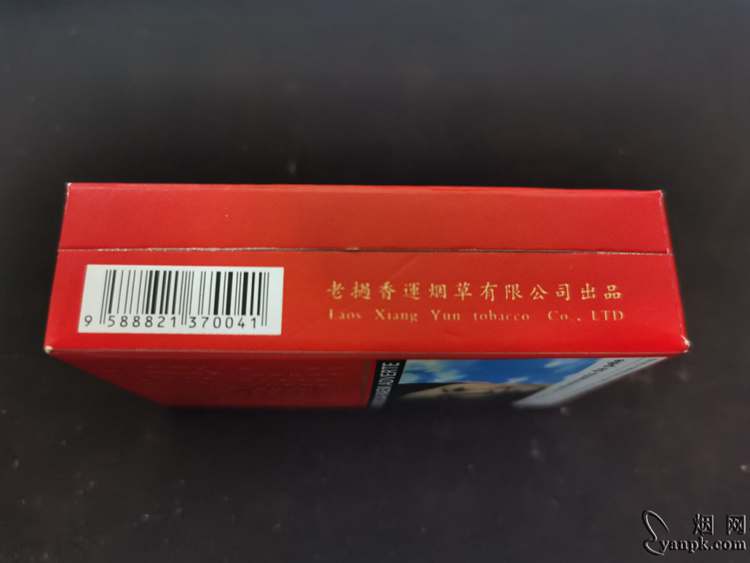 老撾香運烟草有限公司出品
Laos Xiang Yun tobacco Co., LTD
9 588821 370041
ADVERTE
烟网
yanpk.com